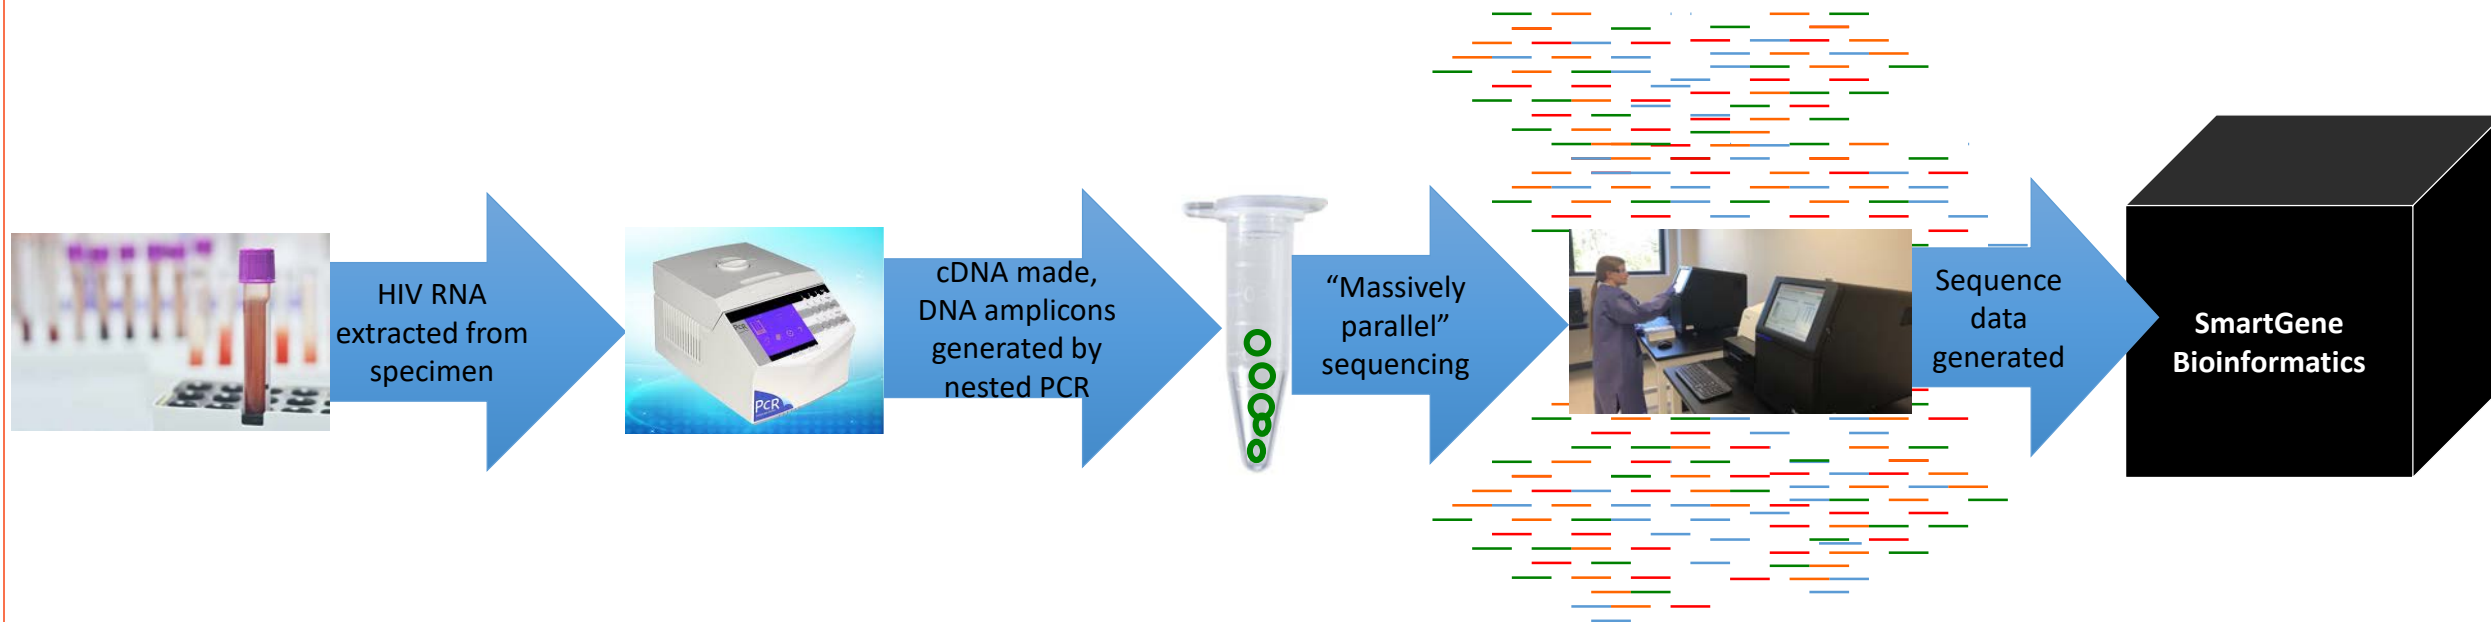 HIV RNA
extracted from
specimen
PCR
PCR
cDNA made,
DNA amplicons
generated by
nested PCR
“Massively
parallel”
sequencing
Sequence
data
generated
SmartGene
Bioinformatics